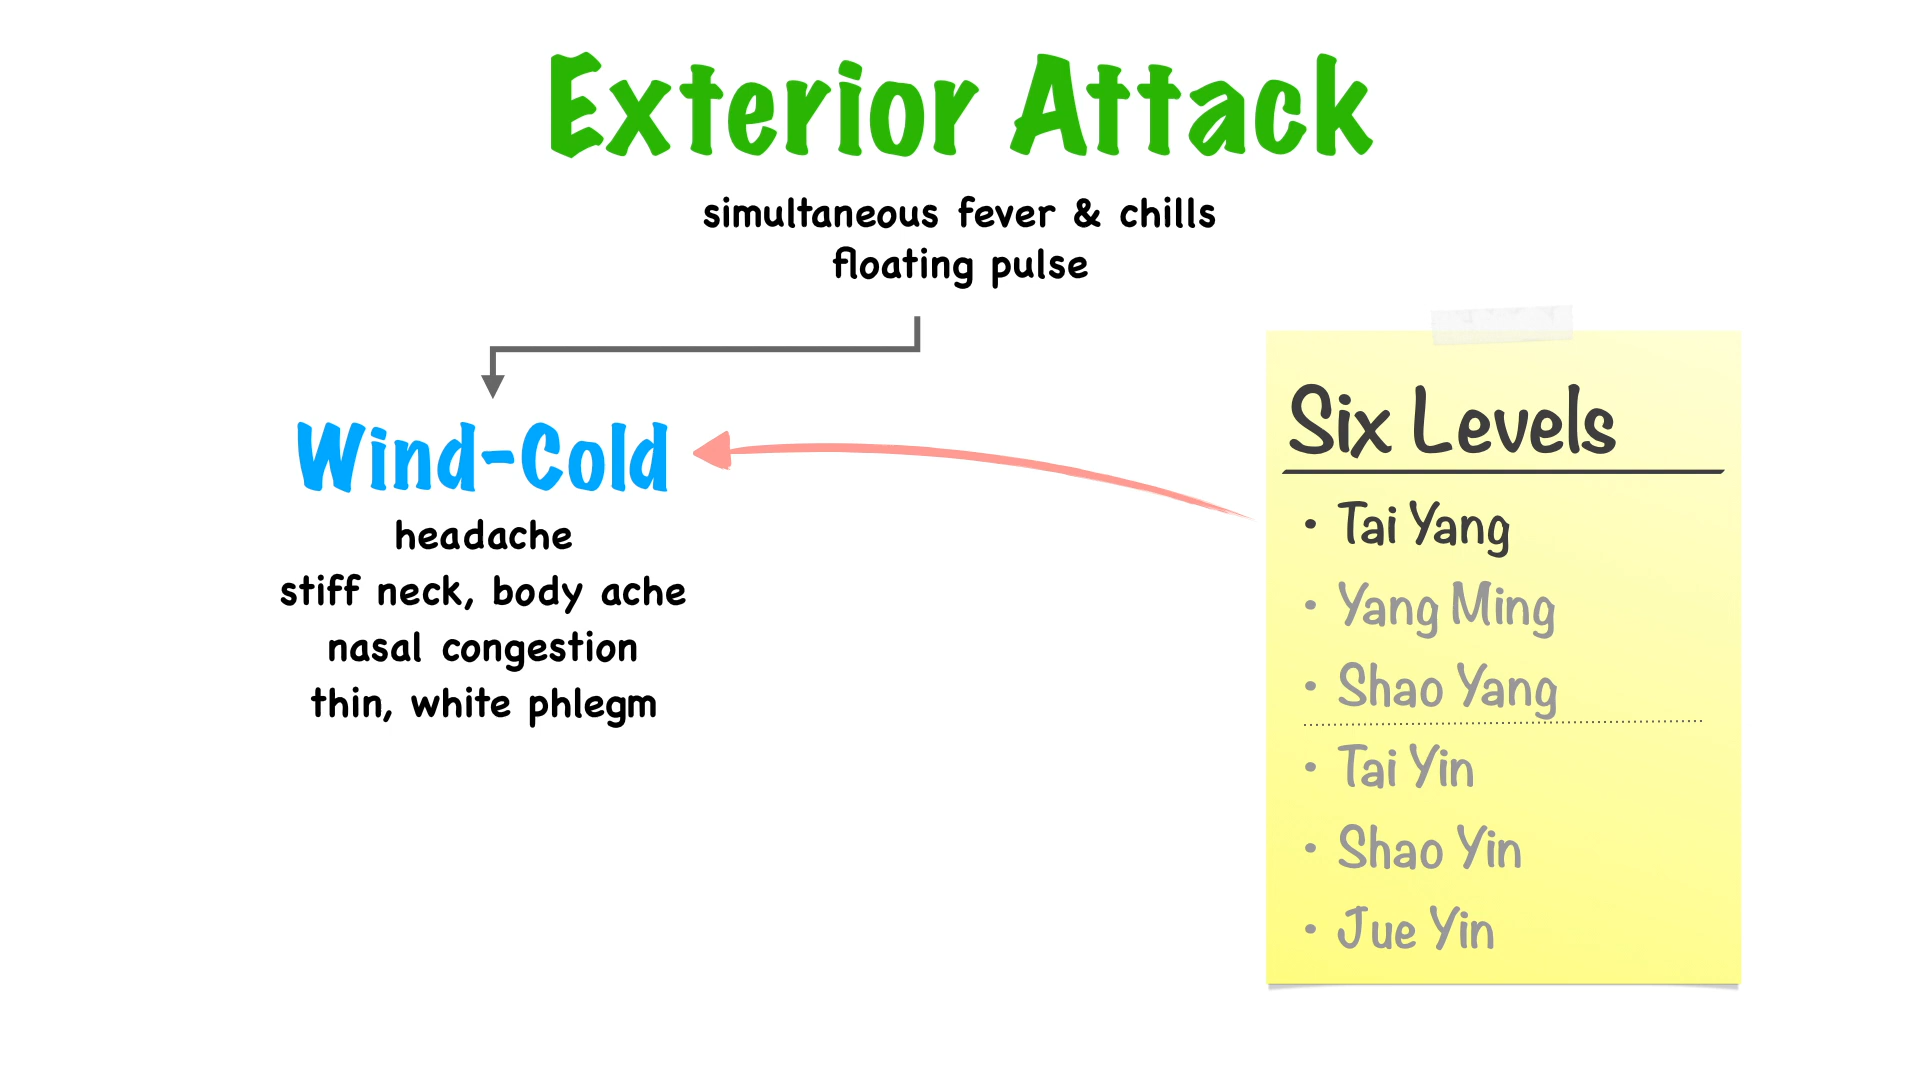 Exterior Attack
simultaneous fever & chills
floating pulse
Wind-Cold
headache
stiff neck, body ache
nasal congestion
thin, white phlegm
Six Levels
• Tai Yang
• Yang Ming
• Shao Yang
• Tai Yin
• Shao Yin
• Jue Yin